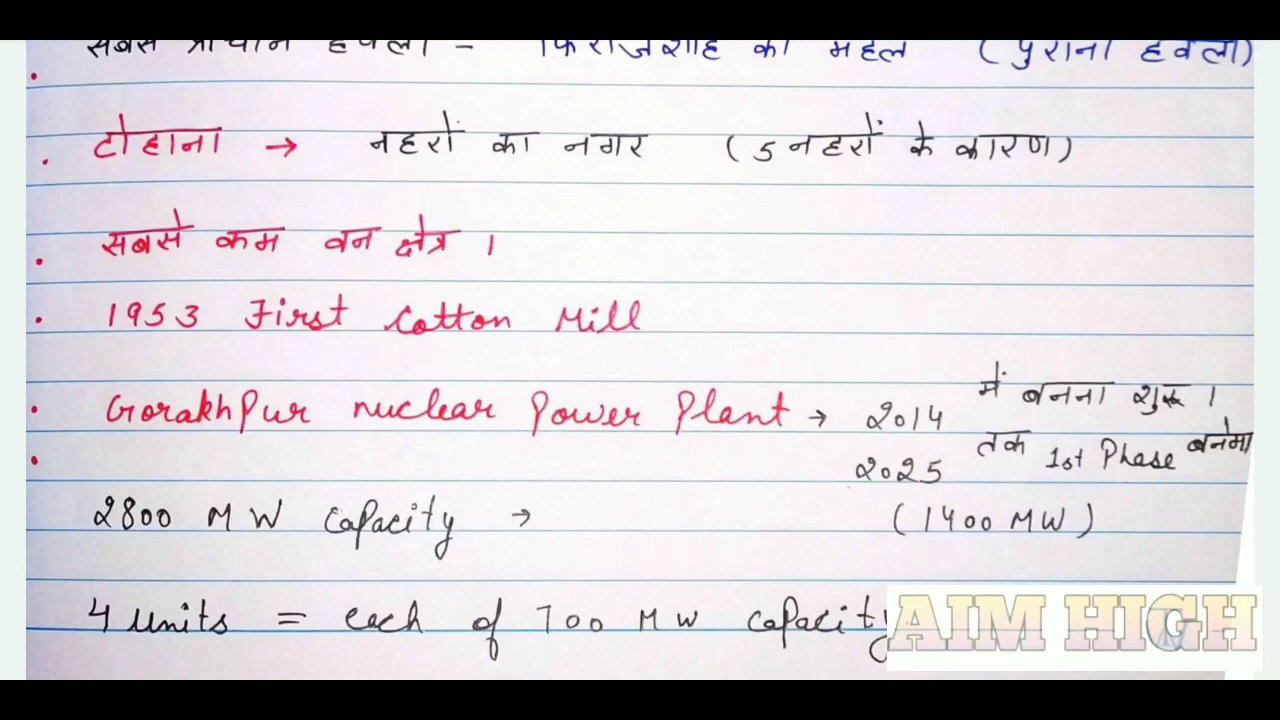 सबसे प्राचीन हवेली - फिरोजशाह का महल (पुरानी हवेली)
टोहाना → नहरों का नगर (5 नहरों के कारण)
सबसे कम वन क्षेत्र ।
1953 First Cotton Mill
Gorakhpur nuclear Power Plant → 2014 में बनना शुरू ।
2025 तक 1st Phase बनेगा
2800 MW Capacity → (1400 MW)
4 units = each of 700 MW capacity
AIM HIGH